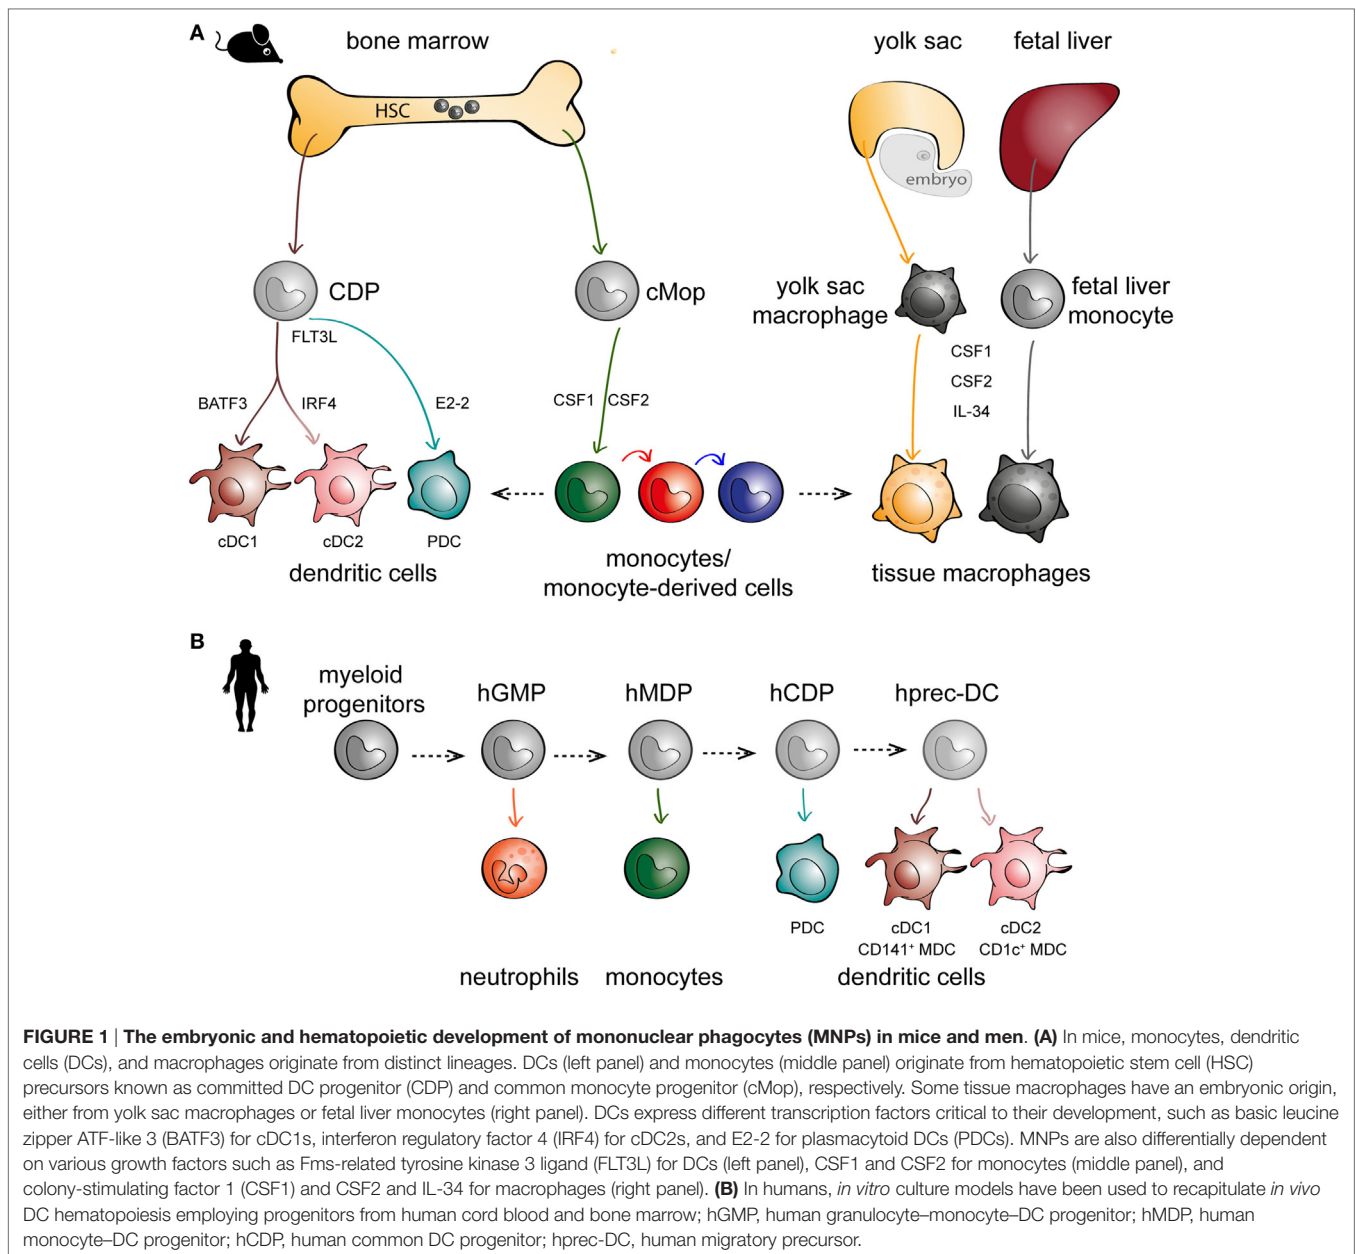 A
bone marrow
yolk sac
fetal liver
HSC
embryo
CDP
cMop
yolk sac
macrophage
fetal liver
monocyte
FLT3L
CSF1
CSF2
IL-34
BATF3
IRF4
E2-2
CSF1
CSF2
cDC1
cDC2
PDC
dendritic cells
monocytes/
monocyte-derived cells
tissue macrophages
B
myeloid
progenitors
hGMP
hMDP
hCDP
hprec-DC
PDC
cDC1
CD141⁺ MDC
cDC2
CD1c⁺ MDC
neutrophils
monocytes
dendritic cells
FIGURE 1 | The embryonic and hematopoietic development of mononuclear phagocytes (MNPs) in mice and men. (A) In mice, monocytes, dendritic
cells (DCs), and macrophages originate from distinct lineages. DCs (left panel) and monocytes (middle panel) originate from hematopoietic stem cell (HSC)
precursors known as committed DC progenitor (CDP) and common monocyte progenitor (cMop), respectively. Some tissue macrophages have an embryonic origin,
either from yolk sac macrophages or fetal liver monocytes (right panel). DCs express different transcription factors critical to their development, such as basic leucine
zipper ATF-like 3 (BATF3) for cDC1s, interferon regulatory factor 4 (IRF4) for cDC2s, and E2-2 for plasmacytoid DCs (PDCs). MNPs are also differentially dependent
on various growth factors such as Fms-related tyrosine kinase 3 ligand (FLT3L) for DCs (left panel), CSF1 and CSF2 for monocytes (middle panel), and
colony-stimulating factor 1 (CSF1) and CSF2 and IL-34 for macrophages (right panel). (B) In humans, in vitro culture models have been used to recapitulate in vivo
DC hematopoiesis employing progenitors from human cord blood and bone marrow; hGMP, human granulocyte–monocyte–DC progenitor; hMDP, human
monocyte–DC progenitor; hCDP, human common DC progenitor; hprec-DC, human migratory precursor.